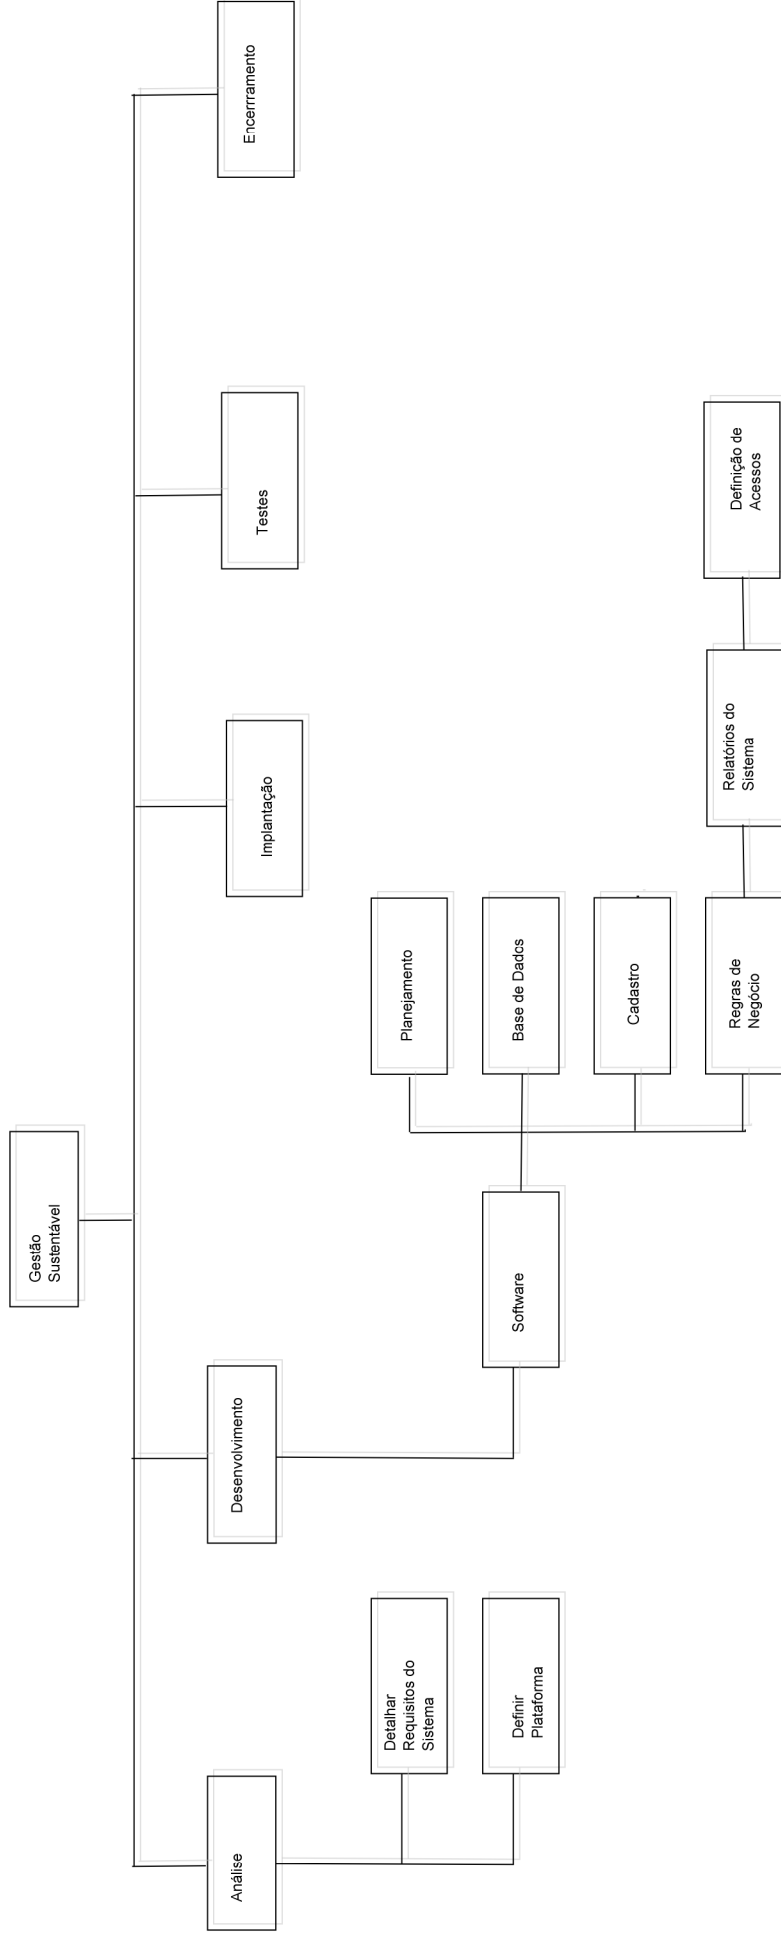 Gestão
Sustentável
Análise
Desenvolvimento
Implantação
Testes
Encerrramento
Detalhar
Requisitos do
Sistema
Definir
Plataforma
Software
Planejamento
Base de Dados
Cadastro
Regras de
Negócio
Relatórios do
Sistema
Definição de
Acessos